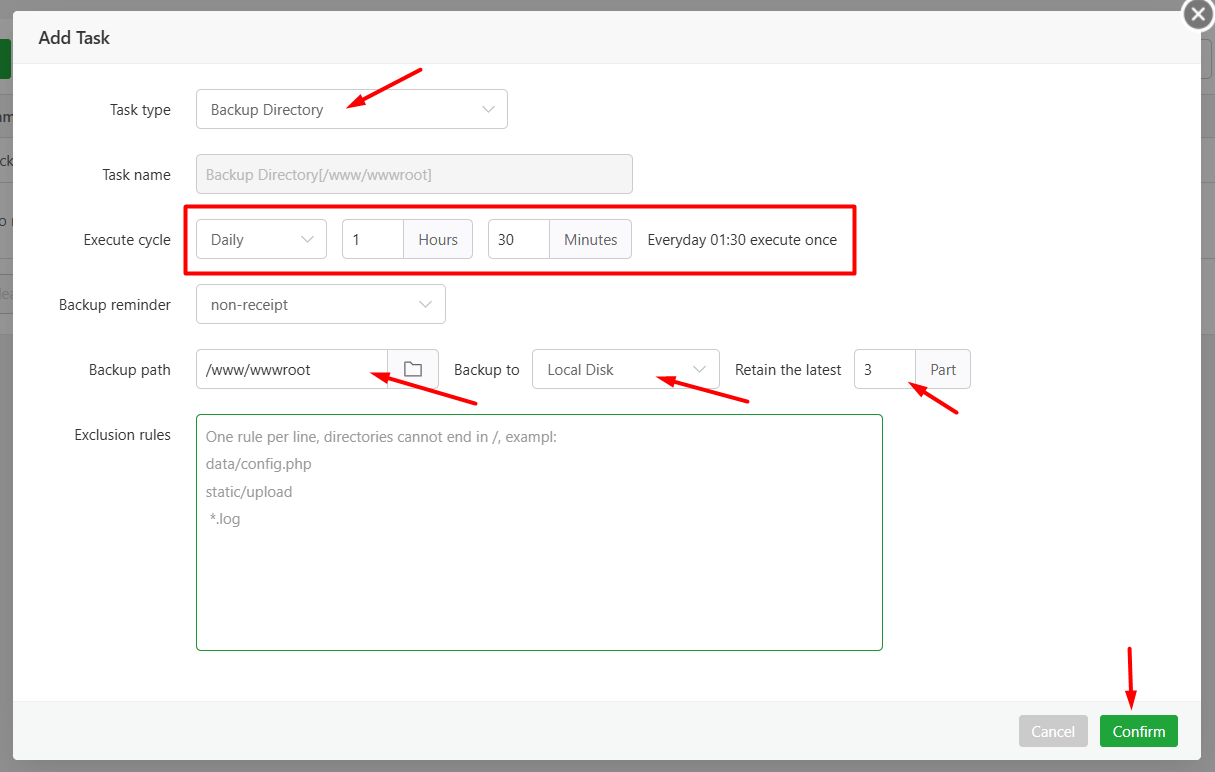 Add Task
Task type Backup Directory
Task name Backup Directory[/www/wwwroot]
Execute cycle Daily 1 Hours 30 Minutes Everyday 01:30 execute once
Backup reminder non-receipt
Backup path /www/wwwroot Backup to Local Disk Retain the latest 3 Part
Exclusion rules One rule per line, directories cannot end in /, exampl:
data/config.php
static/upload
*.log
Cancel Confirm